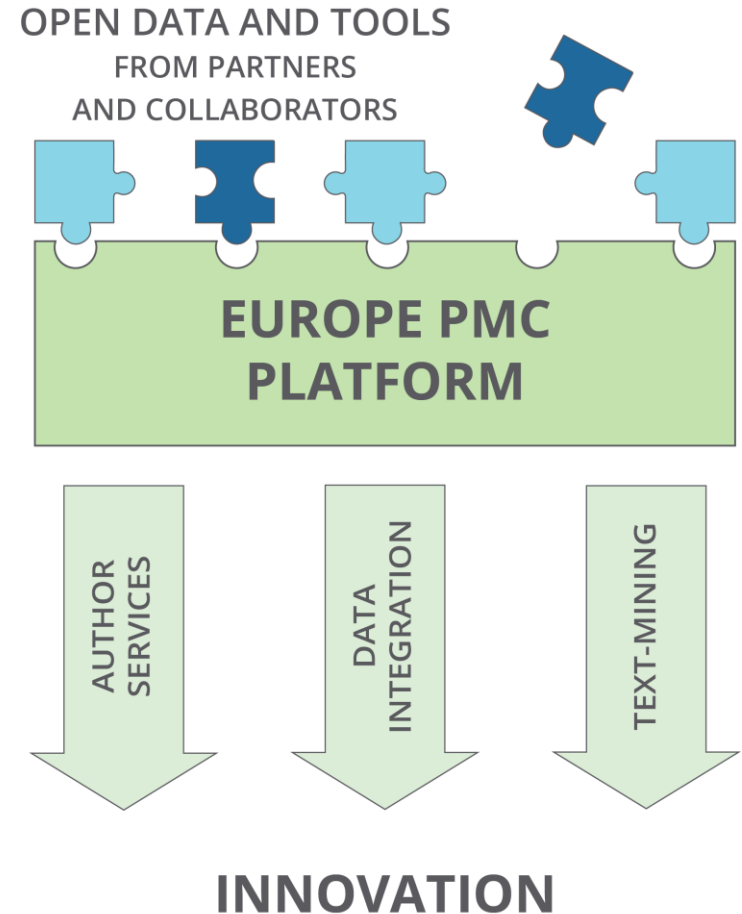 OPEN DATA AND TOOLS
FROM PARTNERS
AND COLLABORATORS
EUROPE PMC
PLATFORM
AUTHOR
SERVICES
DATA
INTEGRATION
TEXT-MINING
INNOVATION